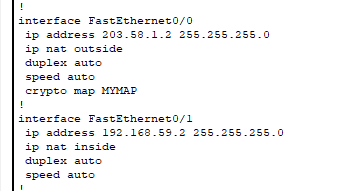 !
interface FastEthernet0/0
ip address 203.58.1.2 255.255.255.0
ip nat outside
duplex auto
speed auto
crypto map MYMAP
!
interface FastEthernet0/1
ip address 192.168.59.2 255.255.255.0
ip nat inside
duplex auto
speed auto
!